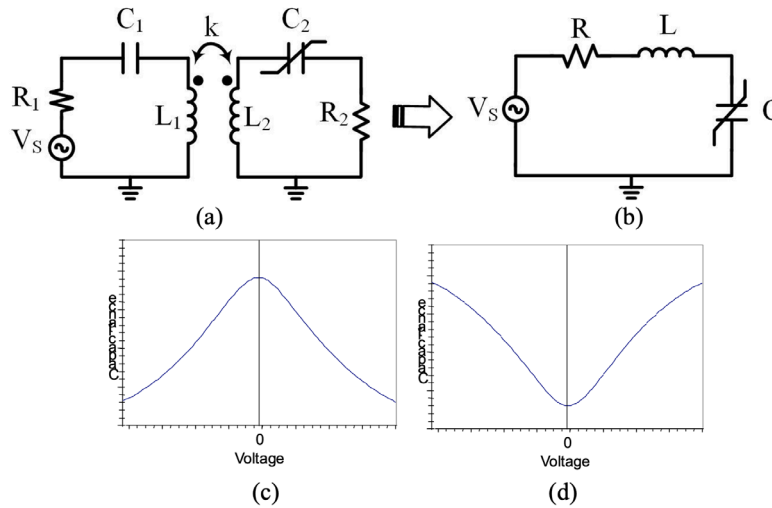 C1
k
C2
R1
VS
L1
L2
R2
(a)
R
L
VS
C
(b)
Capacitance
0
Voltage
(c)
Capacitance
0
Voltage
(d)